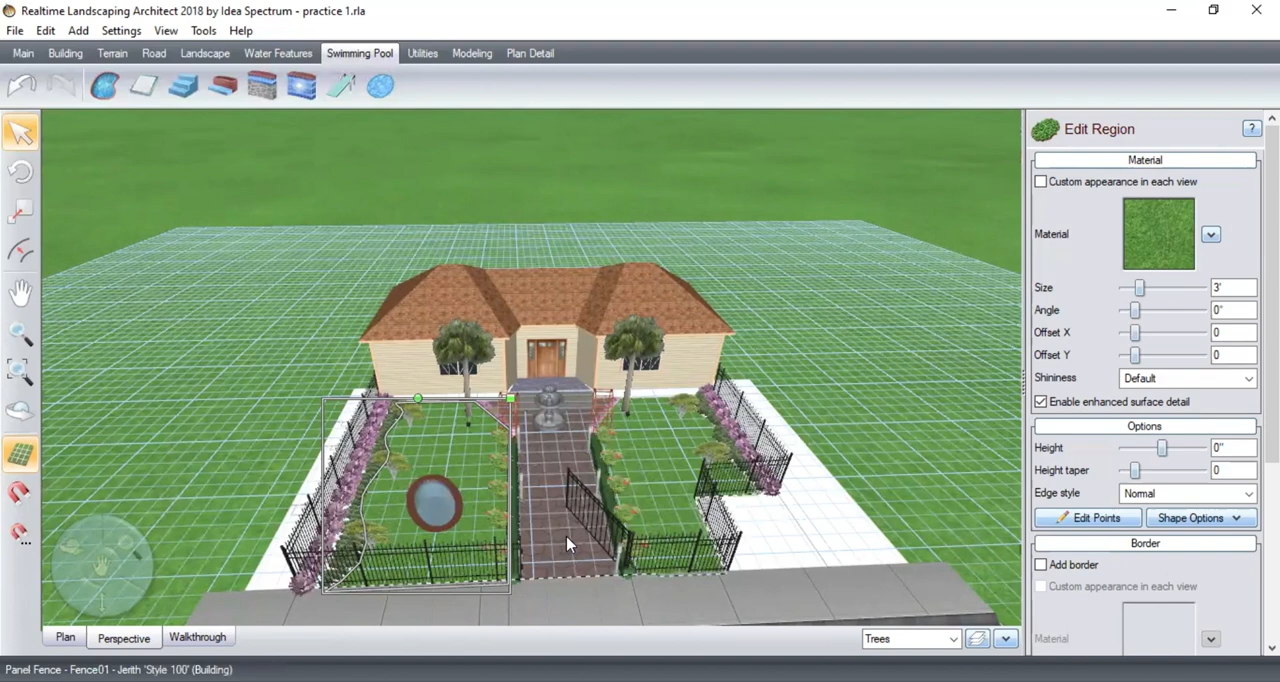 Realtime Landscaping Architect 2018 by Idea Spectrum - practice 1.rla
File Edit Add Settings View Tools Help
Main Building Terrain Road Landscape Water Features Swimming Pool Utilities Modeling Plan Detail
Edit Region ?
Material
Custom appearance in each view
Material
Size 3'
Angle 0°
Offset X 0
Offset Y 0
Shininess Default
Enable enhanced surface detail
Options
Height 0"
Height taper 0
Edge style Normal
Edit Points Shape Options
Border
Add border
Custom appearance in each view
Material
Plan Perspective Walkthrough Trees
Panel Fence - Fence01 - Jerith 'Style 100' (Building)